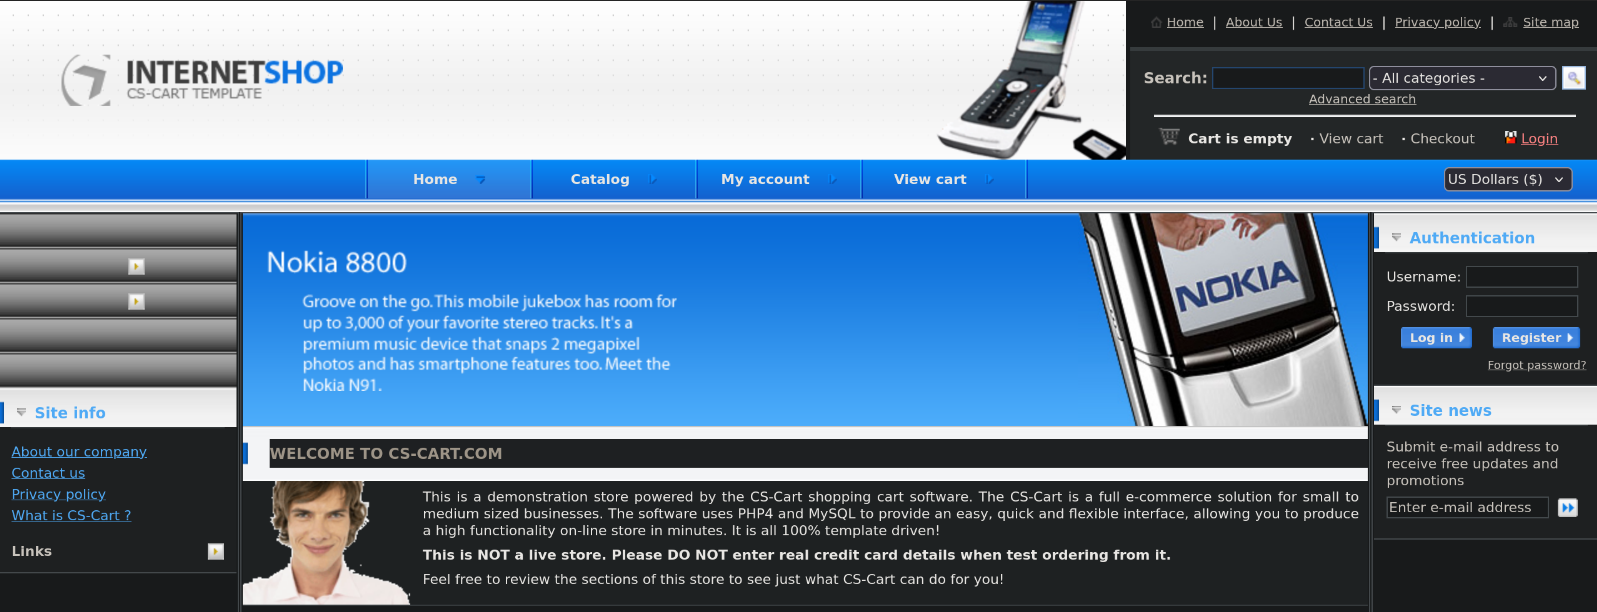 INTERNETSHOP
CS-CART TEMPLATE
Home | About Us | Contact Us | Privacy policy | Site map
Search: - All categories -
Advanced search
Cart is empty · View cart · Checkout Login
Home Catalog My account View cart US Dollars ($)
Site info
About our company
Contact us
Privacy policy
What is CS-Cart ?
Links
Nokia 8800
Groove on the go. This mobile jukebox has room for
up to 3,000 of your favorite stereo tracks. It's a
premium music device that snaps 2 megapixel
photos and has smartphone features too. Meet the
Nokia N91.
NOKIA
WELCOME TO CS-CART.COM
This is a demonstration store powered by the CS-Cart shopping cart software. The CS-Cart is a full e-commerce solution for small to
medium sized businesses. The software uses PHP4 and MySQL to provide an easy, quick and flexible interface, allowing you to produce
a high functionality on-line store in minutes. It is all 100% template driven!
This is NOT a live store. Please DO NOT enter real credit card details when test ordering from it.
Feel free to review the sections of this store to see just what CS-Cart can do for you!
Authentication
Username:
Password:
Log in Register
Forgot password?
Site news
Submit e-mail address to
receive free updates and
promotions
Enter e-mail address